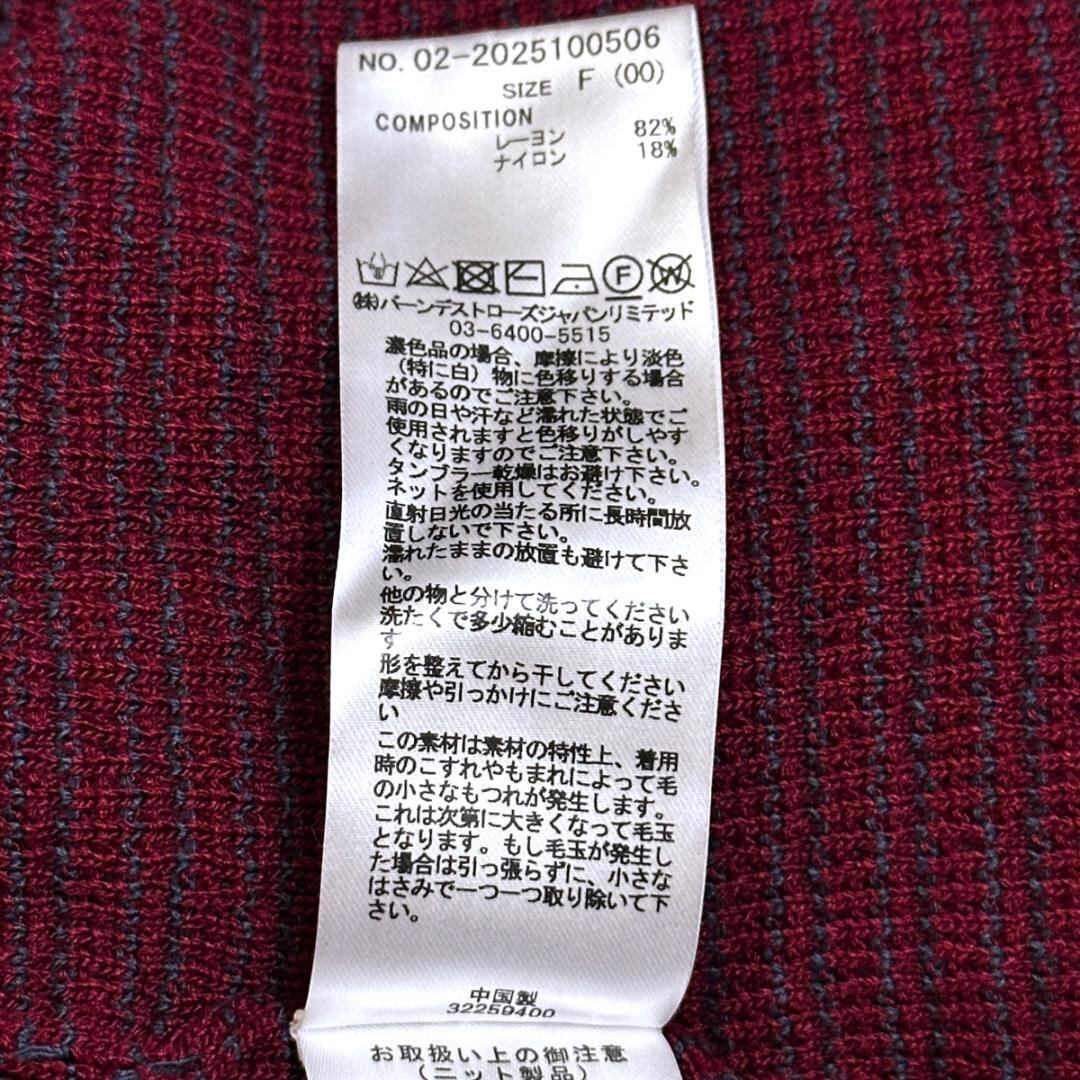 NO. 02-2025100506
SIZE F (00)
COMPOSITION
レーヨン 82%
ナイロン 18%
F W
㈱バーンデストローズジャパンリミテッド
03-6400-5515
濃色品の場合、摩擦により淡色
(特に白)物に色移りする場合
があるのでご注意下さい。
雨の日や汗など濡れた状態でご
使用されますと色移りがしやす
くなりますのでご注意下さい。
タンブラー乾燥はお避け下さい。
ネットを使用してください。
直射日光の当たる所に長時間放
置しないで下さい。
濡れたままの放置も避けて下さ
い。
他の物と分けて洗ってください
洗たくで多少縮むことがありま
す
形を整えてから干してください
摩擦や引っかけにご注意くださ
い
この素材は素材の特性上、着用
時のこすれやもまれによって毛
の小さなもつれが発生します。
これは次第に大きくなって毛玉
となります。もし毛玉が発生し
た場合は引っ張らずに、小さな
はさみで一つ一つ取り除いて下
さい。
中国製
32259400
お取扱い上の御注意
(ニット製品)